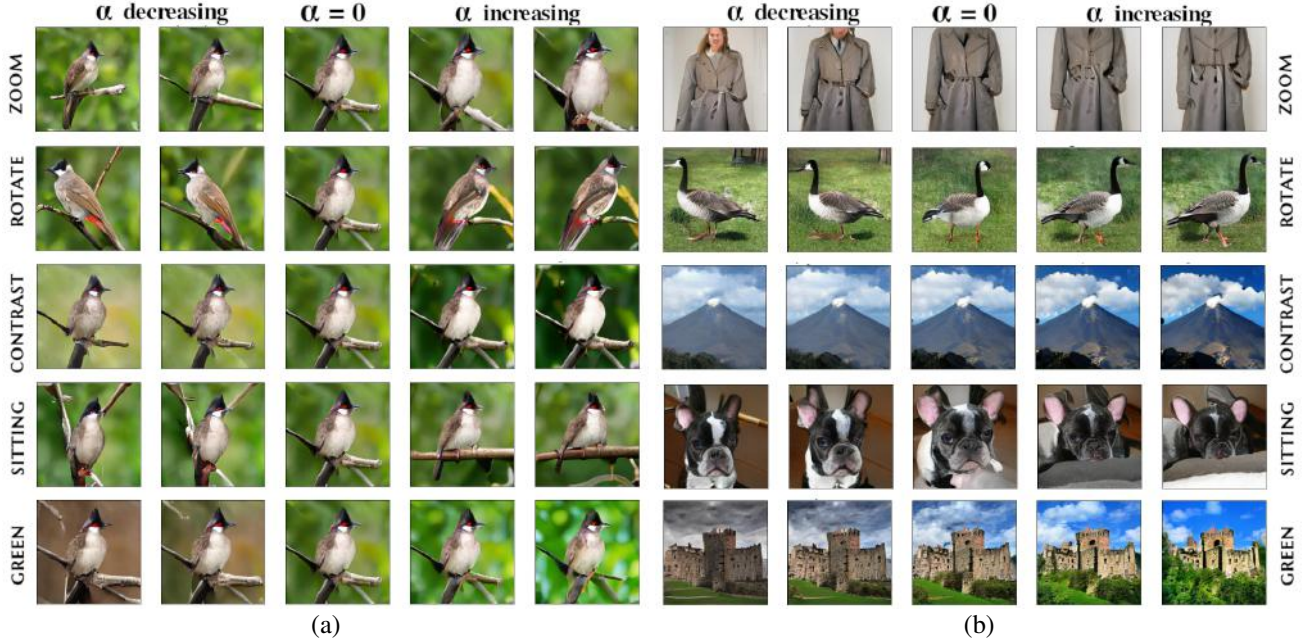 α decreasing α = 0 α increasing α decreasing α = 0 α increasing
ZOOM ZOOM
ROTATE ROTATE
CONTRAST CONTRAST
SITTING SITTING
GREEN GREEN
(a) (b)